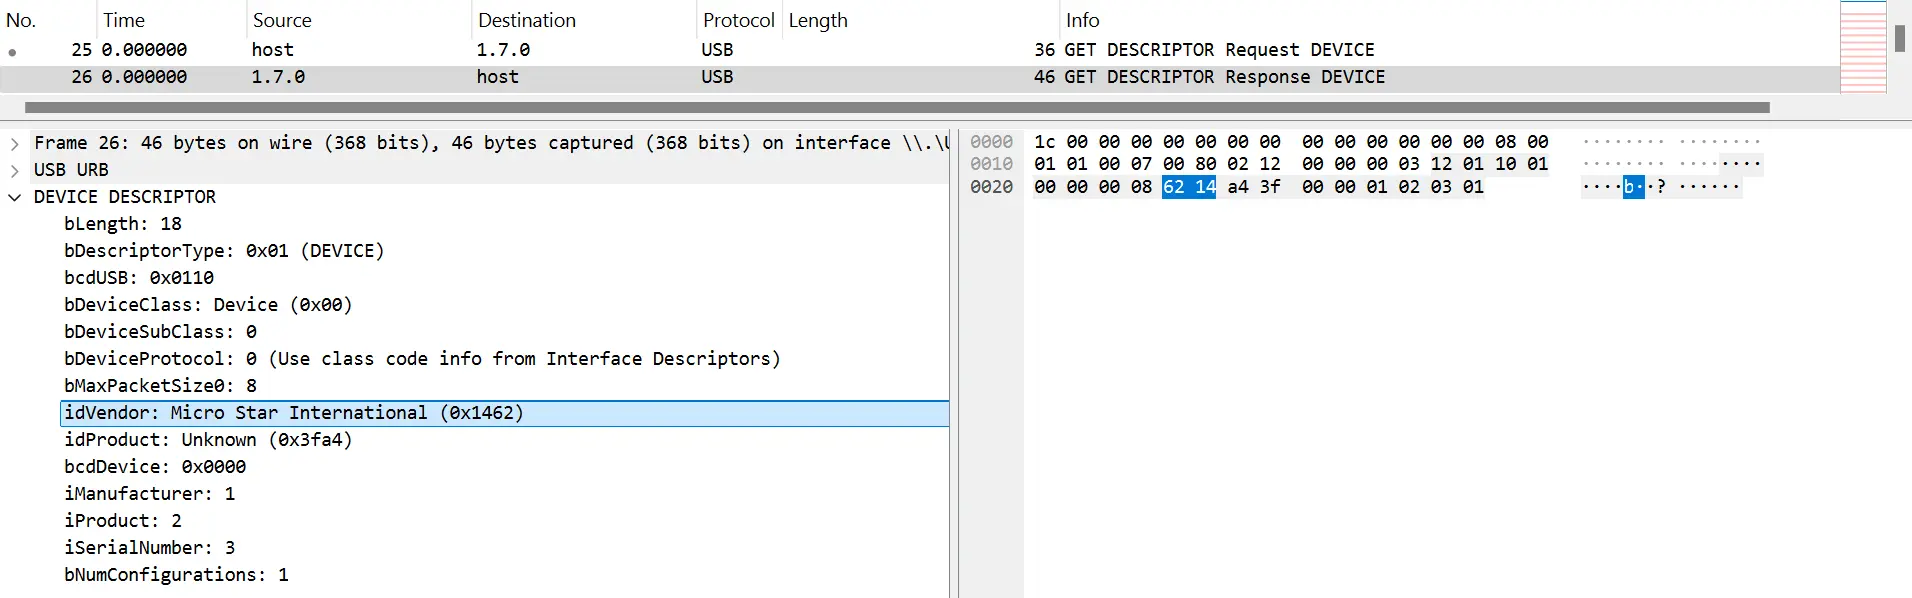 No. Time Source Destination Protocol Length Info
25 0.000000 host 1.7.0 USB 36 GET DESCRIPTOR Request DEVICE
26 0.000000 1.7.0 host USB 46 GET DESCRIPTOR Response DEVICE
Frame 26: 46 bytes on wire (368 bits), 46 bytes captured (368 bits) on interface \\.\U
USB URB
DEVICE DESCRIPTOR
bLength: 18
bDescriptorType: 0x01 (DEVICE)
bcdUSB: 0x0110
bDeviceClass: Device (0x00)
bDeviceSubClass: 0
bDeviceProtocol: 0 (Use class code info from Interface Descriptors)
bMaxPacketSize0: 8
idVendor: Micro Star International (0x1462)
idProduct: Unknown (0x3fa4)
bcdDevice: 0x0000
iManufacturer: 1
iProduct: 2
iSerialNumber: 3
bNumConfigurations: 1
0000 1c 00 00 00 00 00 00 00 00 00 00 00 00 00 08 00 ········ ········
0010 01 01 00 07 00 80 02 12 00 00 00 03 12 01 10 01 ········ ········
0020 00 00 00 08 62 14 a4 3f 00 00 01 02 03 01 ····b··? ······